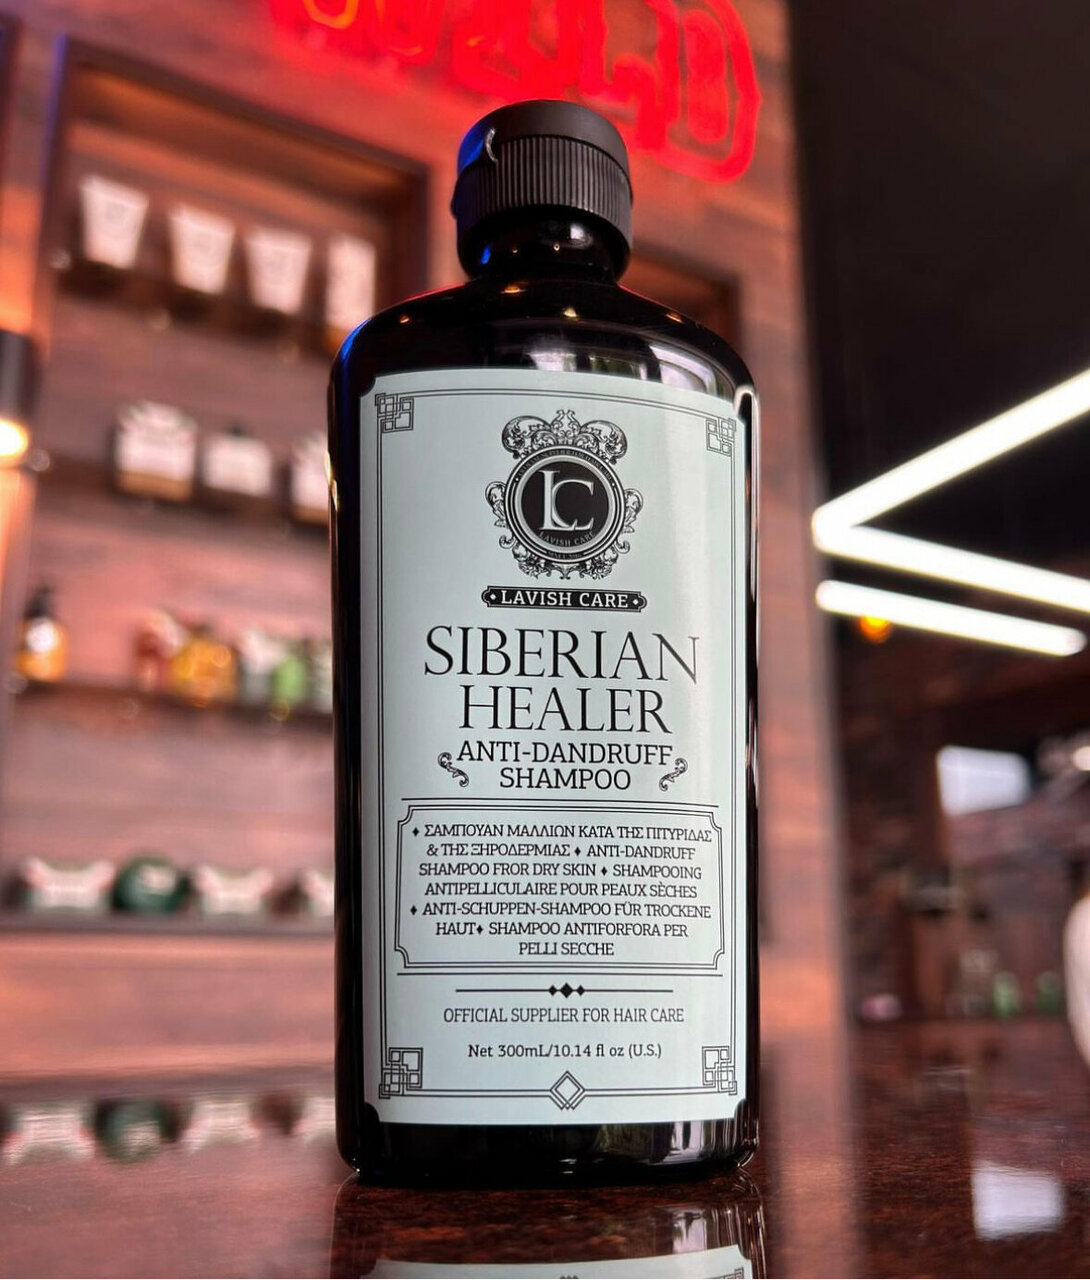 LC
LAVISH CARE
LAVISH CARE
SIBERIAN
HEALER
ANTI-DANDRUFF
SHAMPOO
♦ ΣΑΜΠΟΥΑΝ ΜΑΛΛΙΩΝ ΚΑΤΑ ΤΗΣ ΠΙΤΥΡΙΔΑΣ
& ΤΗΣ ΞΗΡΟΔΕΡΜΙΑΣ ♦ ANTI-DANDRUFF
SHAMPOO FROR DRY SKIN ♦ SHAMPOOING
ANTIPELLICULAIRE POUR PEAUX SÈCHES
♦ ANTI-SCHUPPEN-SHAMPOO FÜR TROCKENE
HAUT♦ SHAMPOO ANTIFORFORA PER
PELLI SECCHE
OFFICIAL SUPPLIER FOR HAIR CARE
Net 300mL/10.14 fl oz (U.S.)